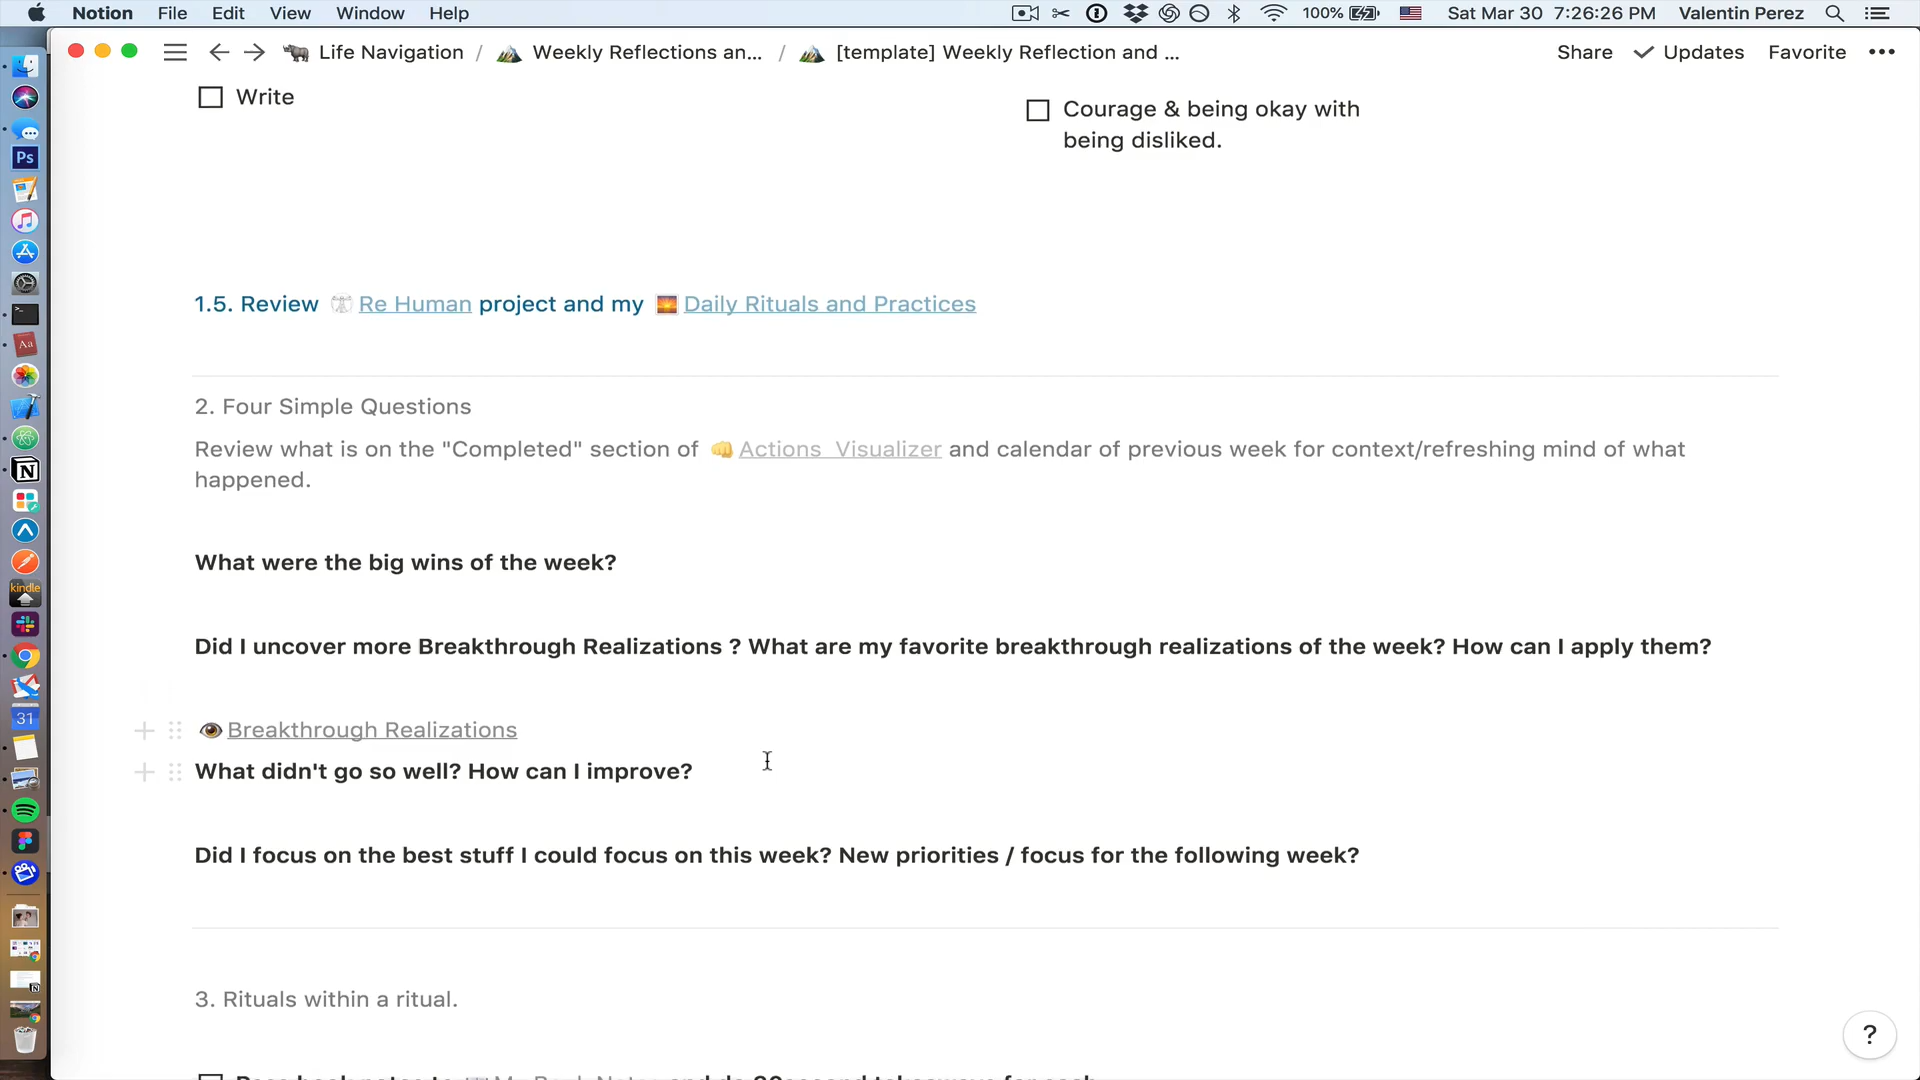 Notion File Edit View Window Help 100% Sat Mar 30 7:26:26 PM Valentin Perez
Life Navigation / Weekly Reflections an... / [template] Weekly Reflection and ... Share Updates Favorite •••
Write
Courage & being okay with
being disliked.
1.5. Review Re Human project and my Daily Rituals and Practices
2. Four Simple Questions
Review what is on the "Completed" section of Actions Visualizer and calendar of previous week for context/refreshing mind of what
happened.
What were the big wins of the week?
Did I uncover more Breakthrough Realizations ? What are my favorite breakthrough realizations of the week? How can I apply them?
Breakthrough Realizations
What didn't go so well? How can I improve?
Did I focus on the best stuff I could focus on this week? New priorities / focus for the following week?
3. Rituals within a ritual.
?
Ps
Aa
N
kindle
31